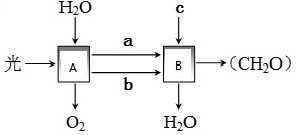 H₂O c
a
光 A B (CH₂O)
b
O₂ H₂O